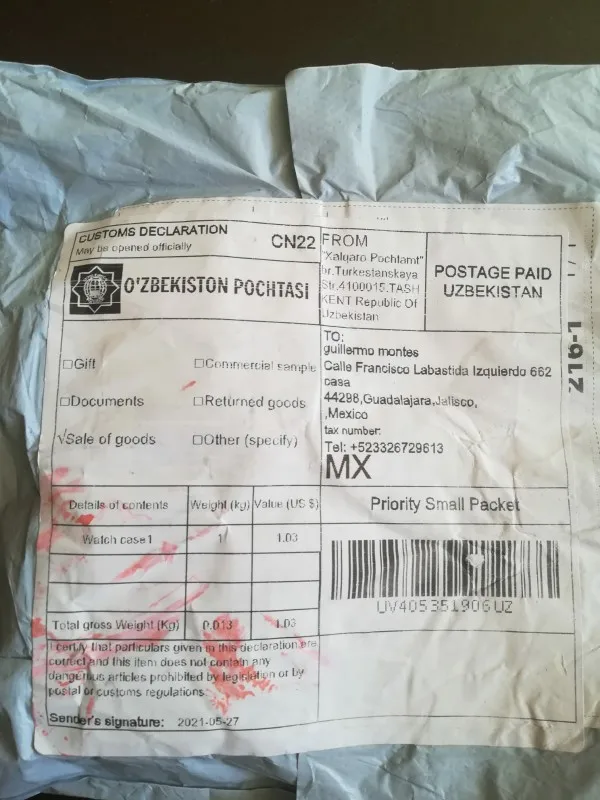 CUSTOMS DECLARATION
May be opened officially
CN22
O'ZBEKISTON POCHTASI
FROM
"Xalqaro Pochtamt"
br.Turkestanskaya
Str.4100015.TASH
KENT Republic Of
Uzbekistan
POSTAGE PAID
UZBEKISTAN
□Gift
□Commercial sample
□Documents
□Returned goods
√Sale of goods
□Other (specify)
TO:
guillermo montes
Calle Francisco Labastida Izquierdo 662
casa
44298,Guadalajara,Jalisco,
,Mexico
tax number:
Tel: +523326729613
MX
L-917
Details of contents
Weight (kg)
Value (US $)
Watch case1
1
1.03
Total gross Weight (Kg)
0.013
1.03
Priority Small Packet
UV405351906UZ
I certify that particulars given in this declaration are
correct and this item does not contain any
dangerous articles prohibited by legislation or by
postal or customs regulations.
Sender's signature: 2021-05-27